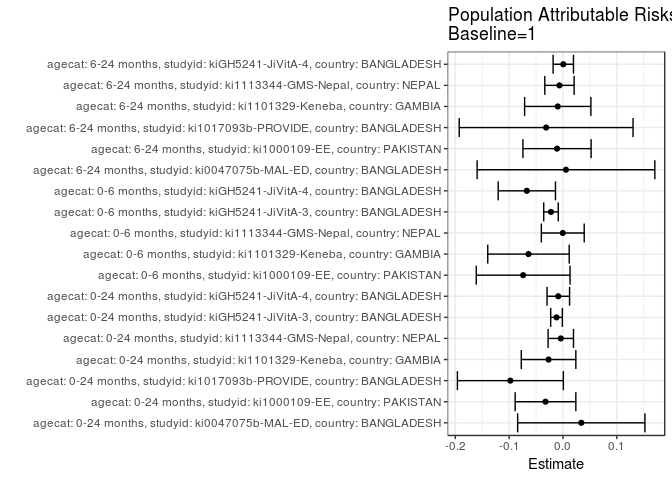 Population Attributable Risks
Baseline=1
agecat: 6-24 months, studyid: kiGH5241-JiVitA-4, country: BANGLADESH
agecat: 6-24 months, studyid: ki1113344-GMS-Nepal, country: NEPAL
agecat: 6-24 months, studyid: ki1101329-Keneba, country: GAMBIA
agecat: 6-24 months, studyid: ki1017093b-PROVIDE, country: BANGLADESH
agecat: 6-24 months, studyid: ki1000109-EE, country: PAKISTAN
agecat: 6-24 months, studyid: ki0047075b-MAL-ED, country: BANGLADESH
agecat: 0-6 months, studyid: kiGH5241-JiVitA-4, country: BANGLADESH
agecat: 0-6 months, studyid: kiGH5241-JiVitA-3, country: BANGLADESH
agecat: 0-6 months, studyid: ki1113344-GMS-Nepal, country: NEPAL
agecat: 0-6 months, studyid: ki1101329-Keneba, country: GAMBIA
agecat: 0-6 months, studyid: ki1000109-EE, country: PAKISTAN
agecat: 0-24 months, studyid: kiGH5241-JiVitA-4, country: BANGLADESH
agecat: 0-24 months, studyid: kiGH5241-JiVitA-3, country: BANGLADESH
agecat: 0-24 months, studyid: ki1113344-GMS-Nepal, country: NEPAL
agecat: 0-24 months, studyid: ki1101329-Keneba, country: GAMBIA
agecat: 0-24 months, studyid: ki1017093b-PROVIDE, country: BANGLADESH
agecat: 0-24 months, studyid: ki1000109-EE, country: PAKISTAN
agecat: 0-24 months, studyid: ki0047075b-MAL-ED, country: BANGLADESH
-0.2 -0.1 0.0 0.1
Estimate